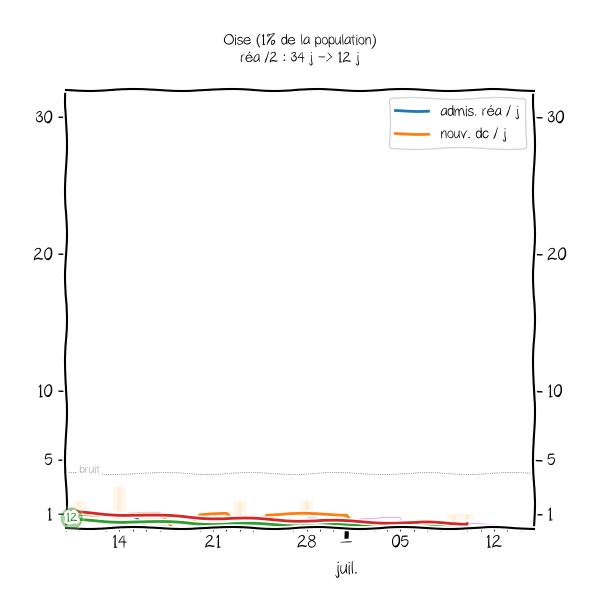 Oise (1% de la population)
réa /2 : 34 j -> 12 j
admis. réa / j
nouv. dc / j
30
30
20
20
10
10
5
5
bruit
1
12
1
14
21
28
05
12
juil.